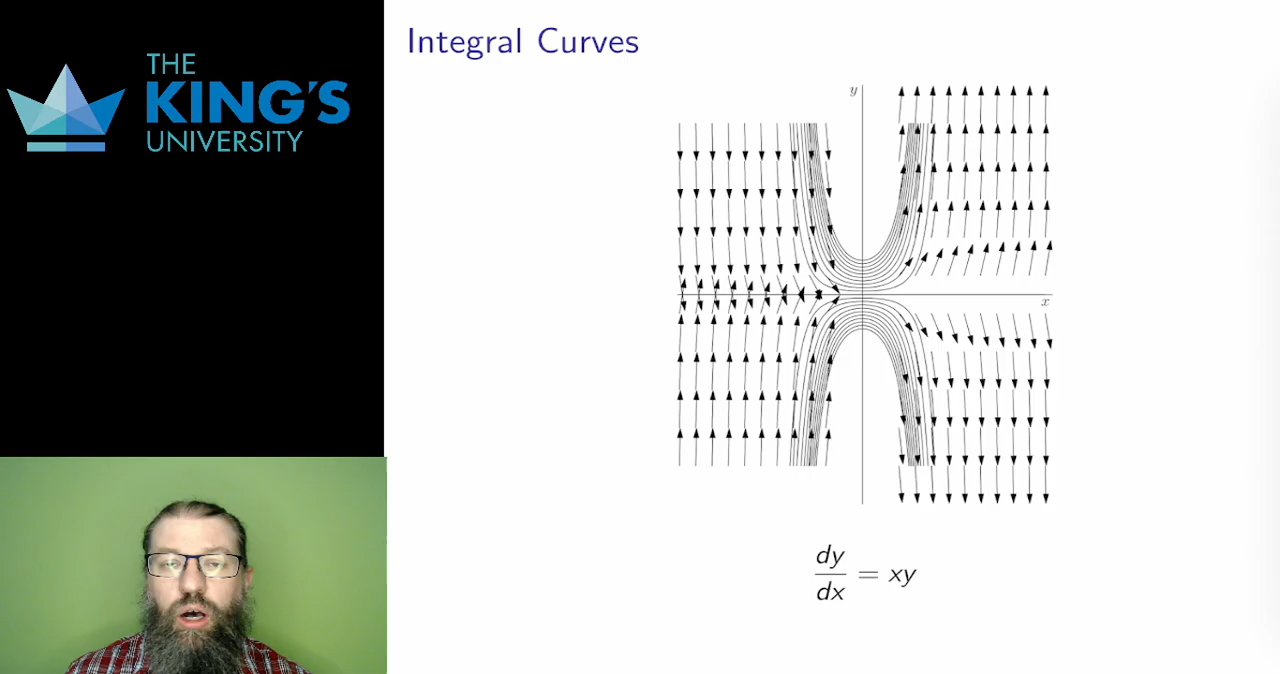 THE
KING'S
UNIVERSITY
Integral Curves
y
x
dy/dx = xy